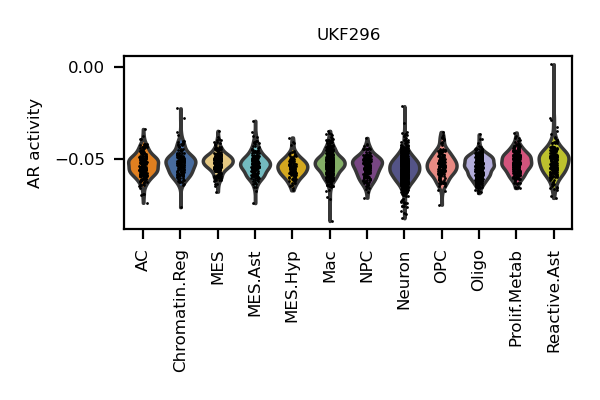 UKF296
0.00
−0.05
AR activity
AC
Chromatin.Reg
MES
MES.Ast
MES.Hyp
Mac
NPC
Neuron
OPC
Oligo
Prolif.Metab
Reactive.Ast